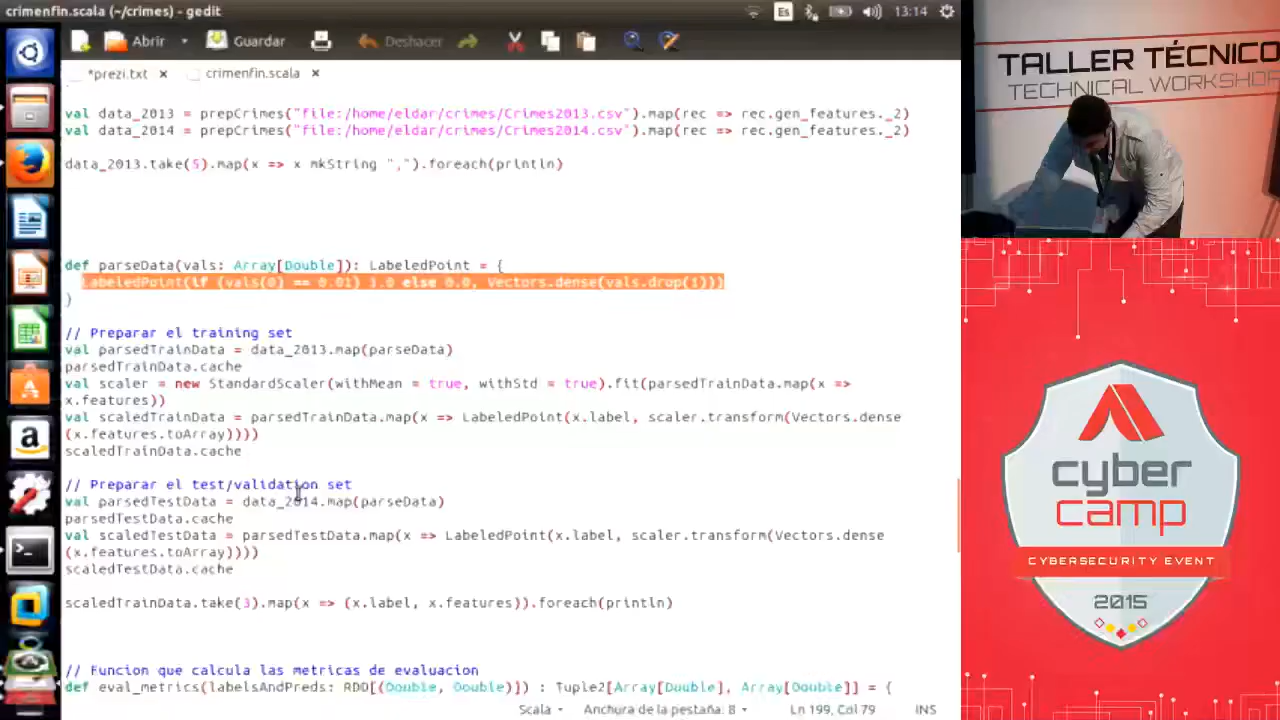 crimenfin.scala (~/crimes) - gedit
Es
13:14
Abrir
Guardar
Deshacer
*prezi.txt
crimenfin.scala
val data_2013 = prepCrimes("file:/home/eldar/crimes/Crimes2013.csv").map(rec => rec.gen_features._2)
val data_2014 = prepCrimes("file:/home/eldar/crimes/Crimes2014.csv").map(rec => rec.gen_features._2)
data_2013.take(5).map(x => x mkString ",").foreach(println)
def parseData(vals: Array[Double]): LabeledPoint = {
LabeledPoint(if (vals(0) == 0.01) 1.0 else 0.0, Vectors.dense(vals.drop(1)))
}
// Preparar el training set
val parsedTrainData = data_2013.map(parseData)
parsedTrainData.cache
val scaler = new StandardScaler(withMean = true, withStd = true).fit(parsedTrainData.map(x =>
x.features))
val scaledTrainData = parsedTrainData.map(x => LabeledPoint(x.label, scaler.transform(Vectors.dense
(x.features.toArray))))
scaledTrainData.cache
// Preparar el test/validation set
val parsedTestData = data_2014.map(parseData)
parsedTestData.cache
val scaledTestData = parsedTestData.map(x => LabeledPoint(x.label, scaler.transform(Vectors.dense
(x.features.toArray))))
scaledTestData.cache
scaledTrainData.take(3).map(x => (x.label, x.features)).foreach(println)
// Funcion que calcula las metricas de evaluacion
def eval_metrics(labelsAndPreds: RDD[(Double, Double)]) : Tuple2[Array[Double], Array[Double]] = {
Scala
Anchura de la pestaña: 8
Ln 199, Col 79
INS
TALLER TÉCNICO
TECHNICAL WORKSHOP
cyber
camp
CYBERSECURITY EVENT
2015